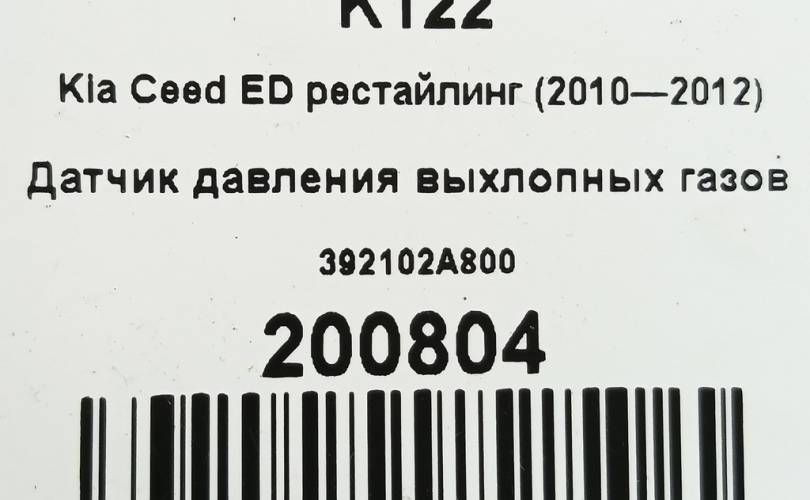 K122
Kia Ceed ED рестайлинг (2010—2012)
Датчик давления выхлопных газов
392102A800
200804